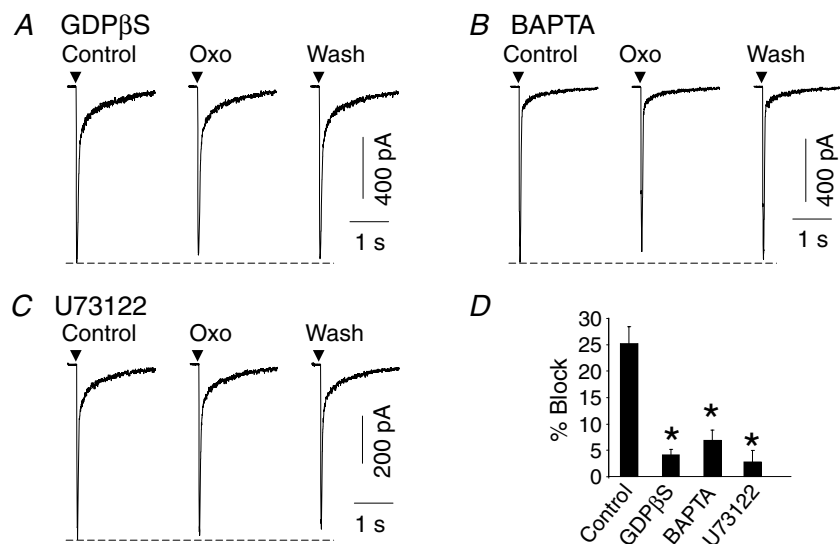 A GDPβS
Control Oxo Wash
400 pA
1 s
B BAPTA
Control Oxo Wash
400 pA
1 s
C U73122
Control Oxo Wash
200 pA
1 s
D
% Block
30
25
20
15
10
5
0
* * *
Control GDPβS BAPTA U73122